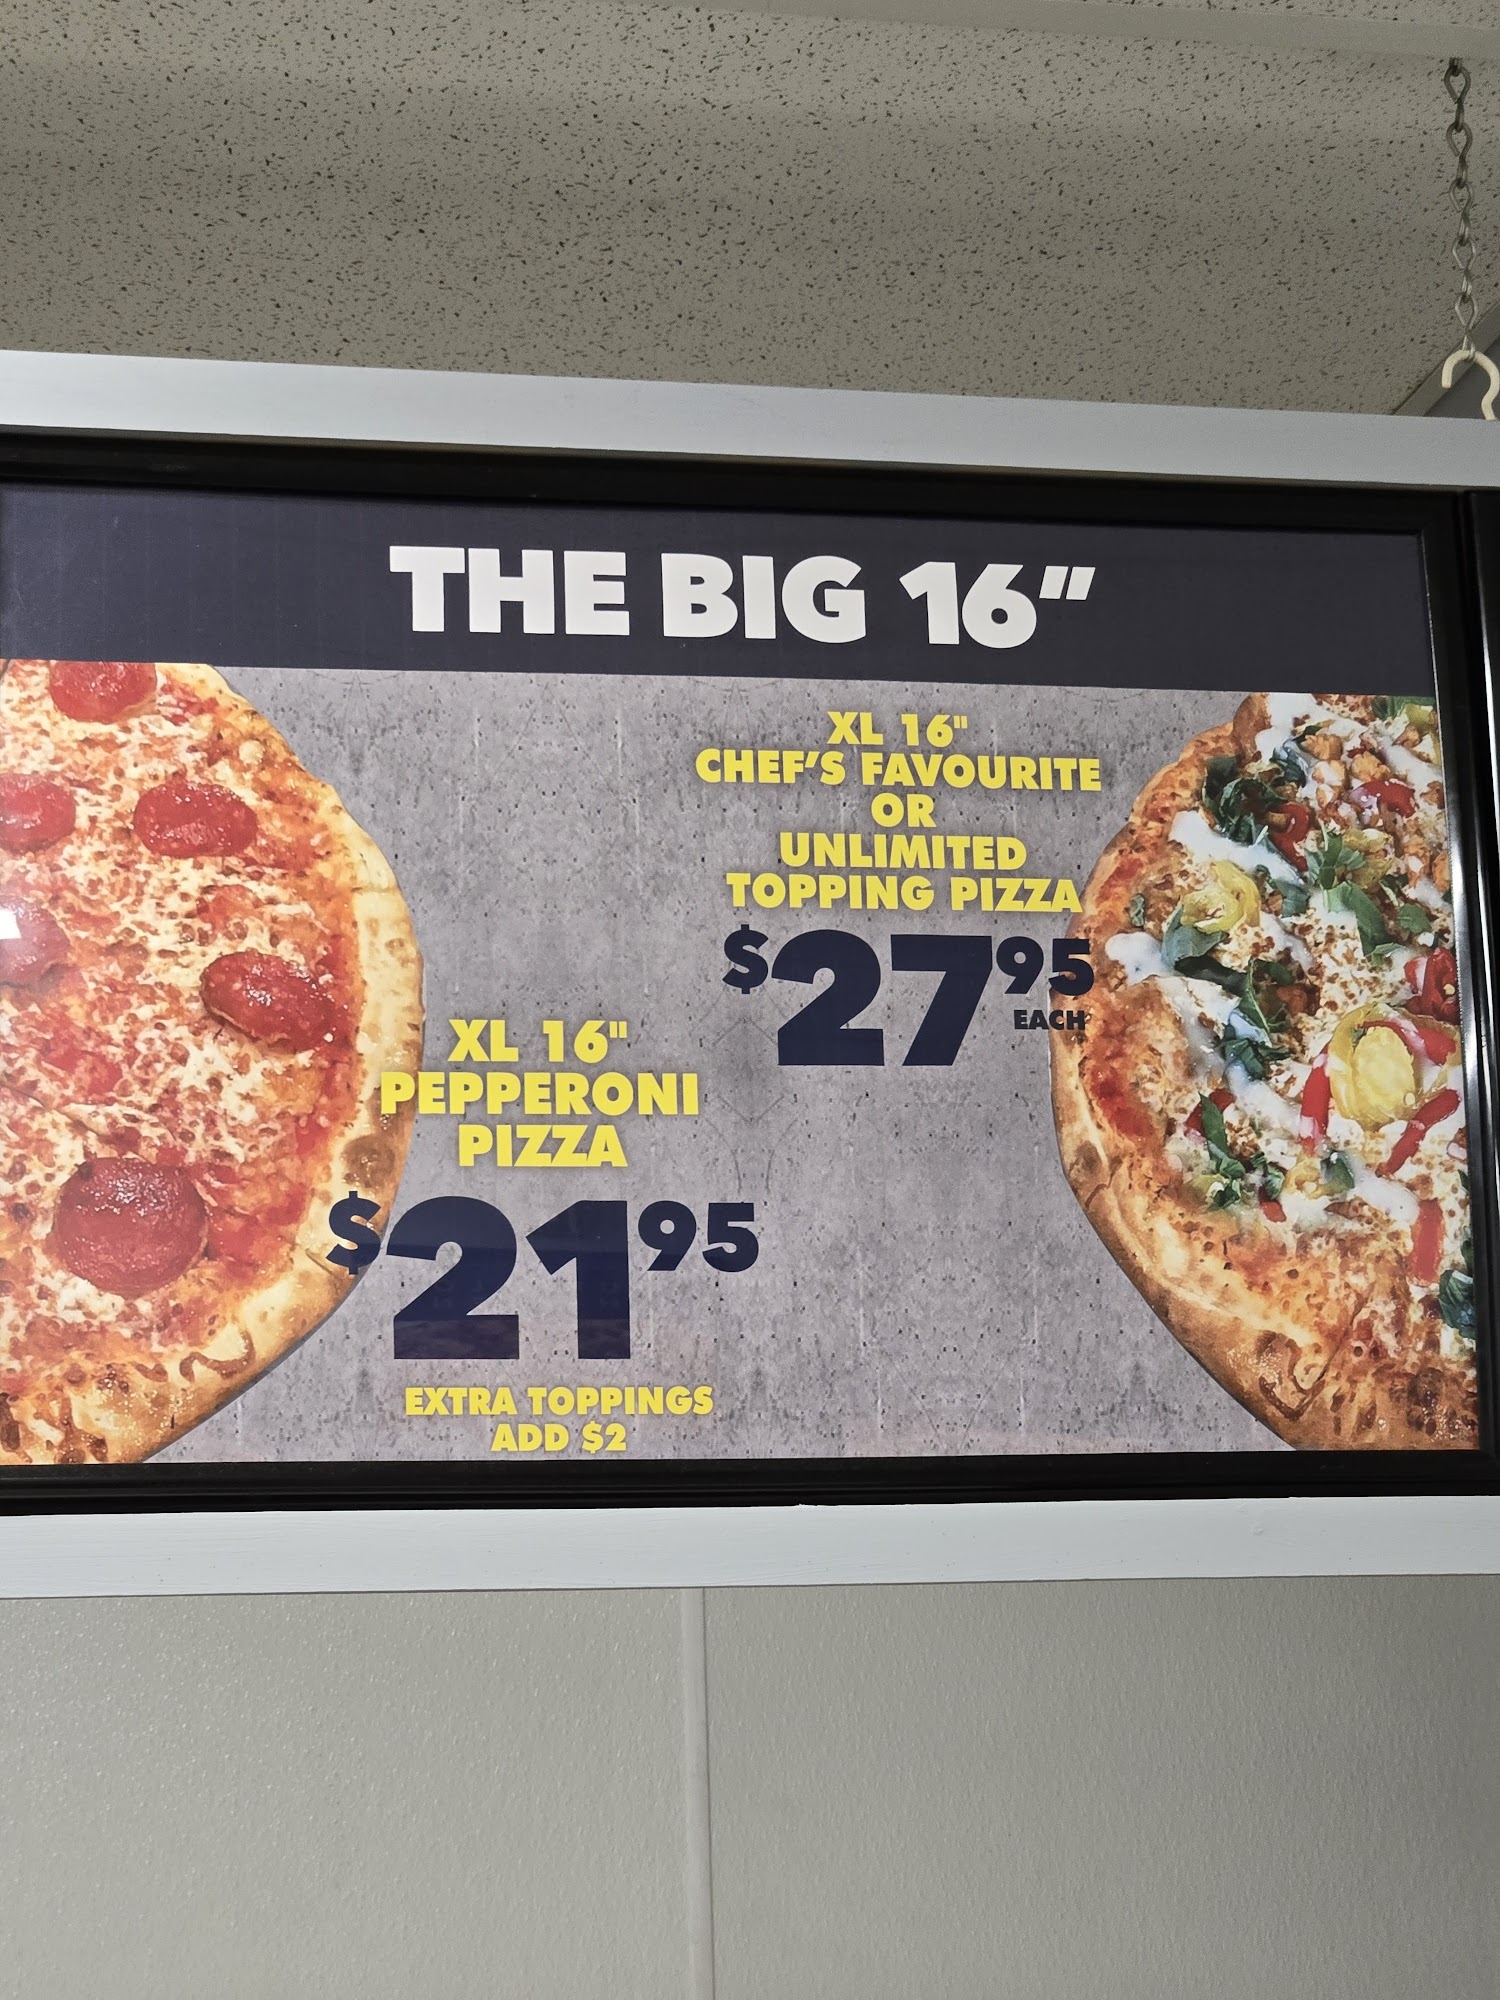 THE BIG 16"
XL 16"
CHEF'S FAVOURITE
OR
UNLIMITED
TOPPING PIZZA
$27 95
EACH
XL 16"
PEPPERONI
PIZZA
$21 95
EXTRA TOPPINGS
ADD $2